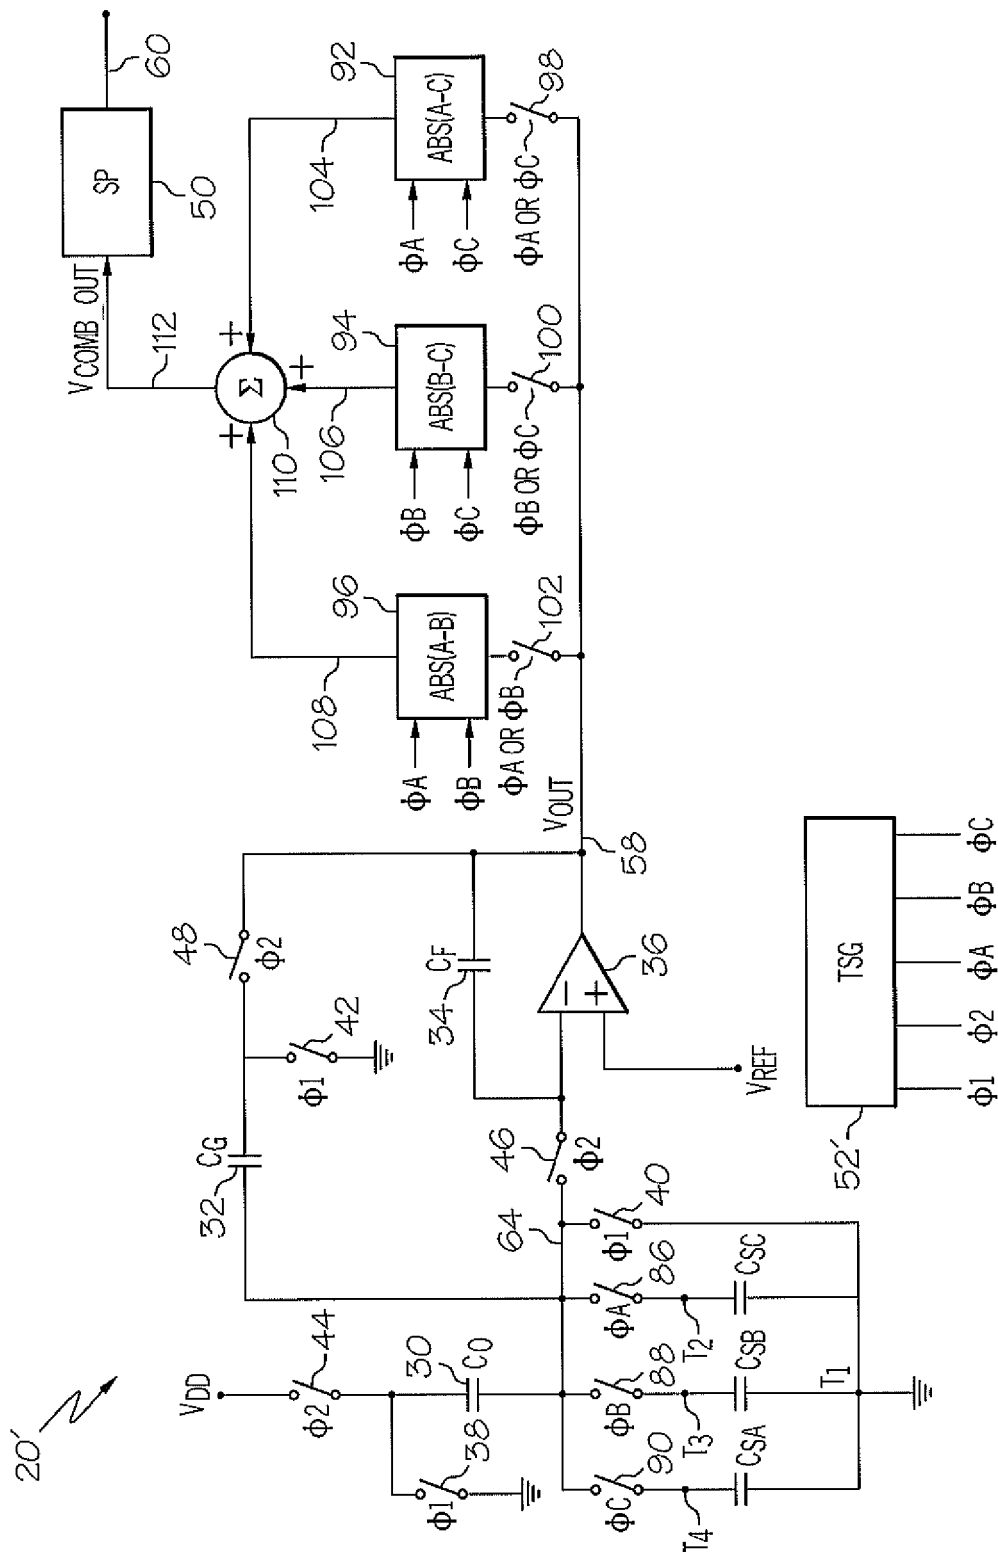 20'
VDD
Φ2
44
Φ1
38
30
CO
ΦC
90
T4
CSA
ΦB
88
T3
CSB
T1
ΦA
86
T2
CSC
Φ1
40
64
46
Φ2
32
CG
Φ1
42
48
Φ2
34
CF
−
+
36
VREF
58
VOUT
52'
TSG
Φ1
Φ2
ΦA
ΦB
ΦC
ΦA
ΦB
ABS(A-B)
96
ΦA OR ΦB
102
108
ΦB
ΦC
ABS(B-C)
94
ΦB OR ΦC
100
106
ΦA
ΦC
ABS(A-C)
92
ΦA OR ΦC
98
104
+
+
+
Σ
110
112
VCOMB_OUT
SP
50
60